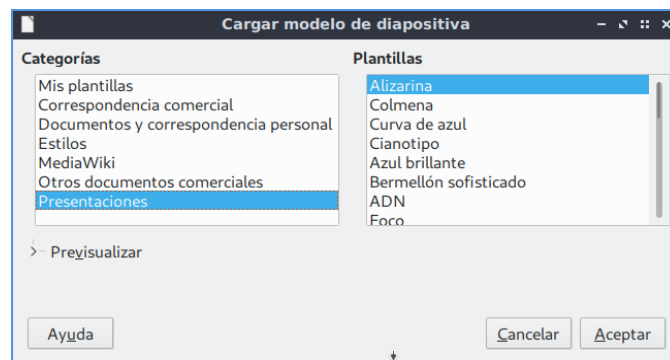 Cargar modelo de diapositiva
Categorías
Mis plantillas
Correspondencia comercial
Documentos y correspondencia personal
Estilos
MediaWiki
Otros documentos comerciales
Presentaciones
Plantillas
Alizarina
Colmena
Curva de azul
Cianotipo
Azul brillante
Bermellón sofisticado
ADN
Foco
Previsualizar
Ayuda
Cancelar
Aceptar